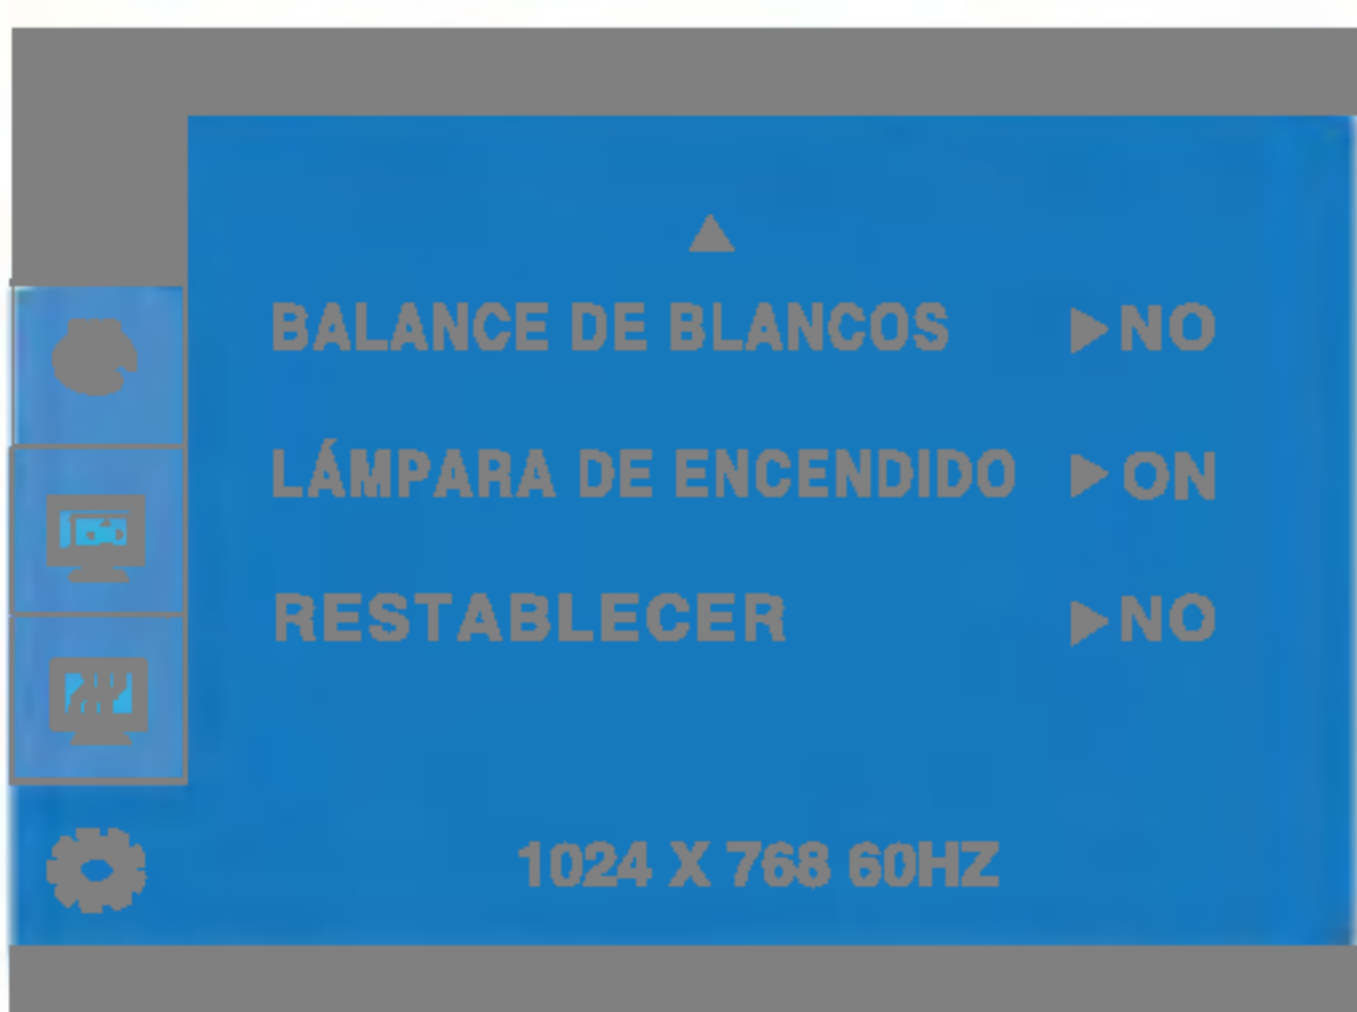 BALANCE DE BLANCOS ▶NO
LÁMPARA DE ENCENDIDO ▶ON
RESTABLECER ▶NO
1024 X 768 60HZ